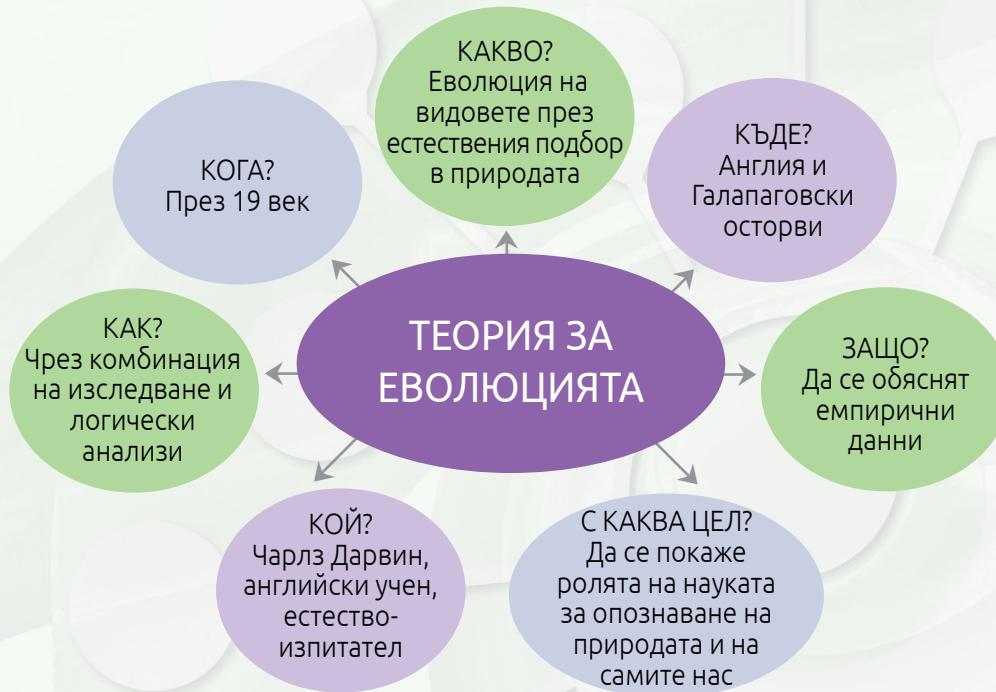 КАКВО?
Еволюция на
видовете през
естествения подбор
в природата
КЪДЕ?
Англия и
Галапаговски
осторви
КОГА?
През 19 век
ТЕОРИЯ ЗА
ЕВОЛЮЦИЯТА
КАК?
Чрез комбинация
на изследване и
логически
анализи
ЗАЩО?
Да се обяснят
емпирични
данни
КОЙ?
Чарлз Дарвин,
английски учен,
естество-
изпитател
С КАКВА ЦЕЛ?
Да се покаже
ролята на науката
за опознаване на
природата и на
самите нас